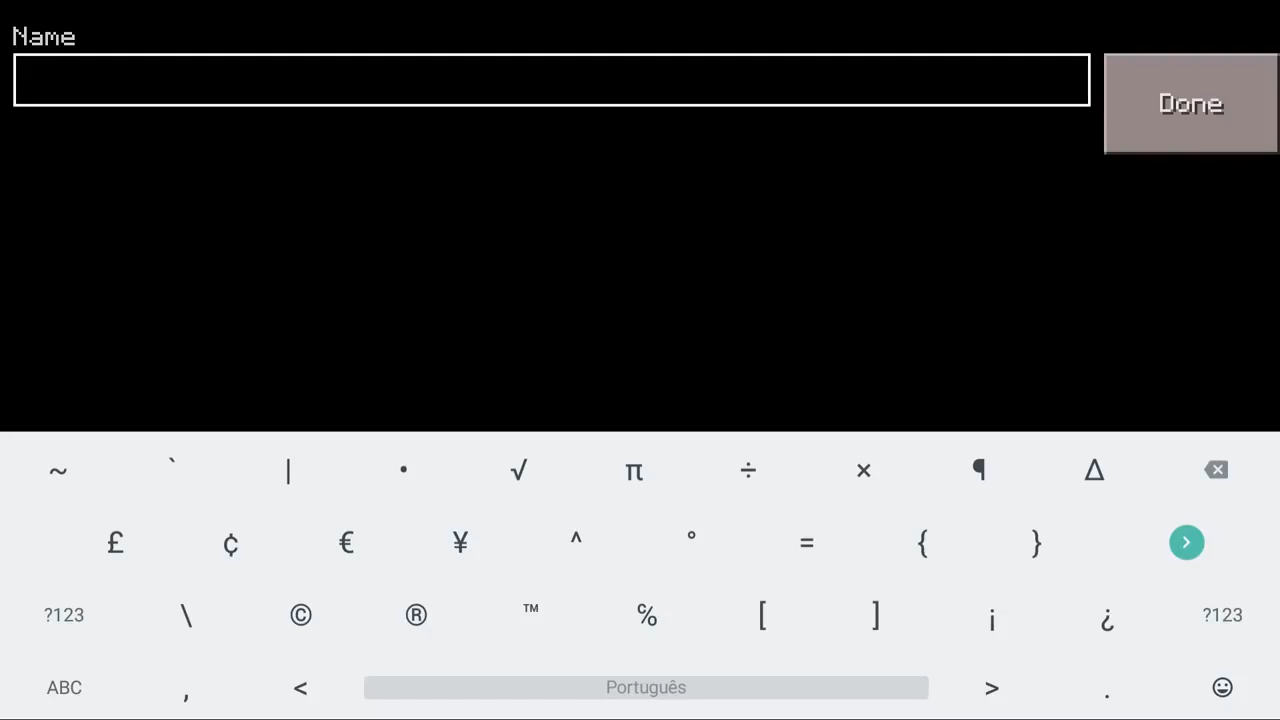 Name
Done
~ ` | • √ π ÷ × ¶ Δ
£ ¢ € ¥ ^ ° = { }
?123 \ © ® ™ ℅ [ ] ¡ ¿ ?123
ABC , < Português > .